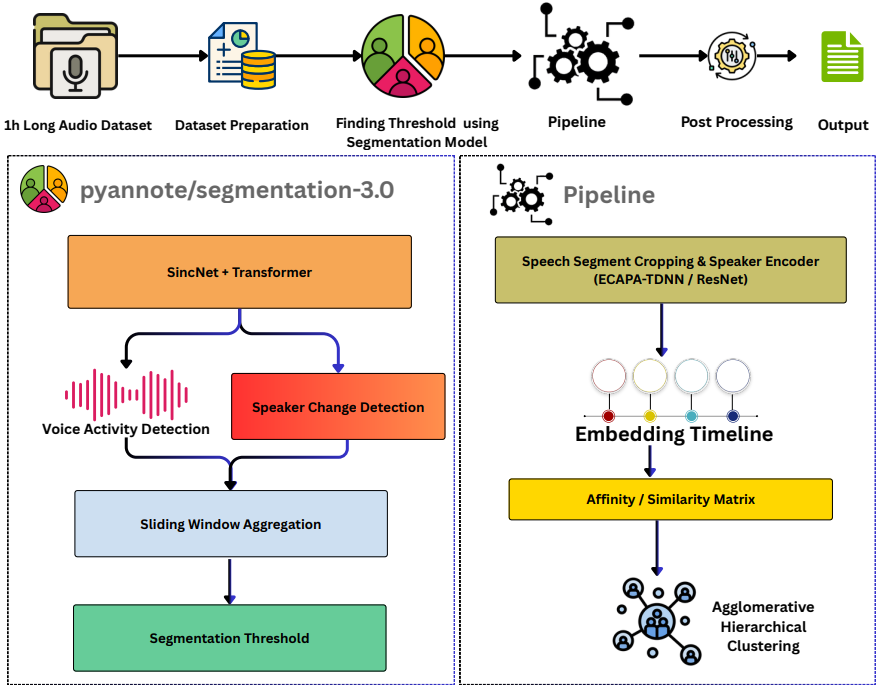 1h Long Audio Dataset
Dataset Preparation
Finding Threshold using
Segmentation Model
Pipeline
Post Processing
Output
pyannote/segmentation-3.0
SincNet + Transformer
Voice Activity Detection
Speaker Change Detection
Sliding Window Aggregation
Segmentation Threshold
Pipeline
Speech Segment Cropping & Speaker Encoder
(ECAPA-TDNN / ResNet)
Embedding Timeline
Affinity / Similarity Matrix
Agglomerative
Hierarchical
Clustering